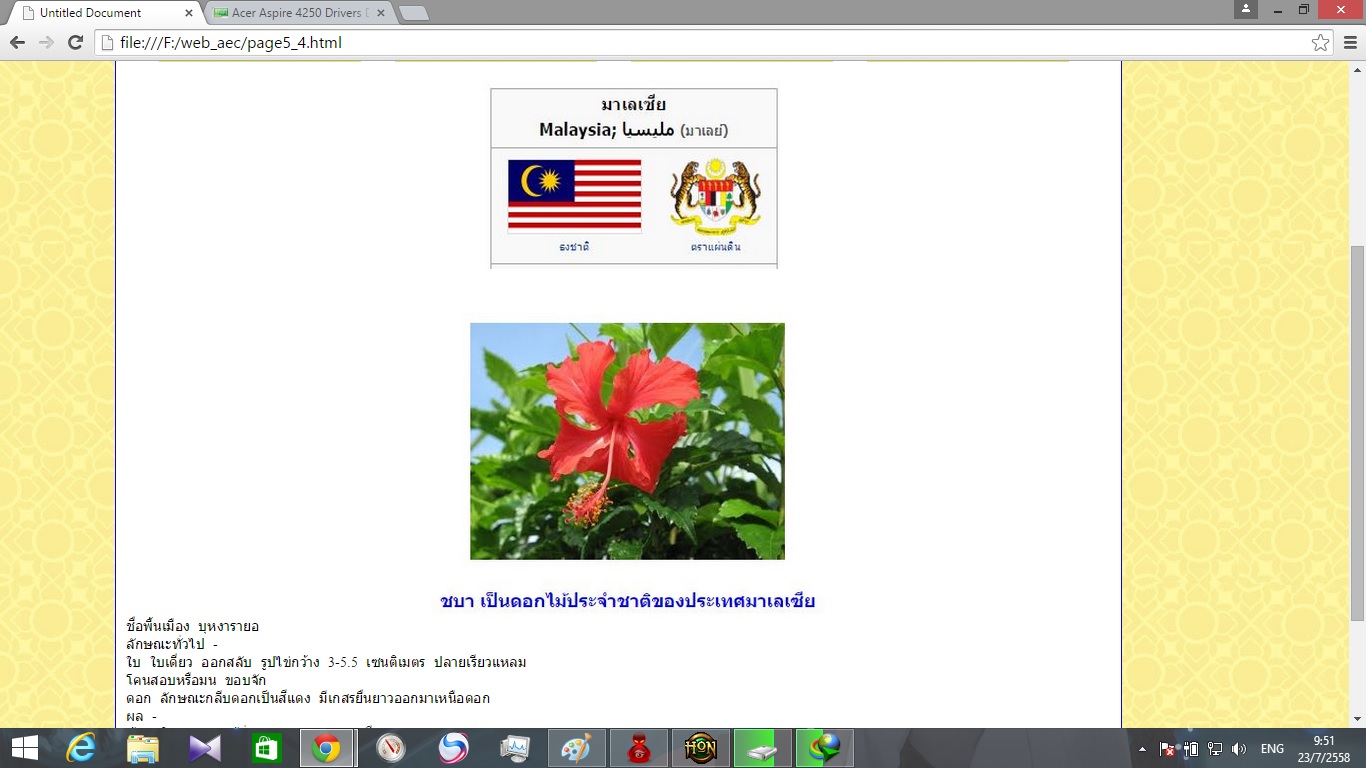 Untitled Document
Acer Aspire 4250 Drivers
file:///F:/web_aec/page5_4.html
มาเลเซีย
Malaysia; مليسيا (มาเลย์)
ธงชาติ ตราแผ่นดิน
ชบา เป็นดอกไม้ประจำชาติของประเทศมาเลเซีย
ชื่อพื้นเมือง บุหงารายอ
ลักษณะทั่วไป -
ใบ ใบเดี่ยว ออกสลับ รูปไข่กว้าง 3-5.5 เซนติเมตร ปลายเรียวแหลม
โคนสอบหรือมน ขอบจัก
ดอก ลักษณะกลีบดอกเป็นสีแดง มีเกสรยื่นยาวออกมาเหนือดอก
ผล -
HON
ENG
9:51
23/7/2558